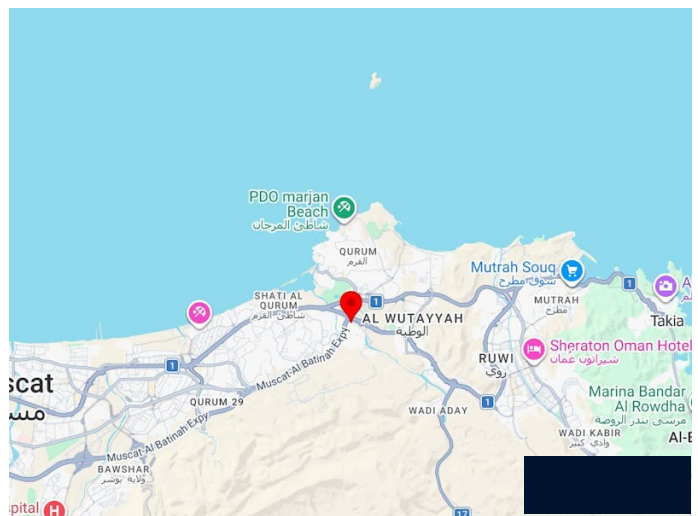 PDO marjan
Beach
شاطئ المرجان
QURUM
القرم
Mutrah Souq
سوق مطرح
SHATI AL
QURUM
شاطئ القرم
1
MUTRAH
مطرح
AL WUTAYYAH
الوطية
Takia
Sheraton Oman Hotel
شيراتون عمان
RUWI
روي
1
Muscat-Al Batinah Expy
scat
QURUM 29
1
WADI ADAY
Marina Bandar
Al Rowdha
مرسى بندر الروضة
WADI KABIR
وادي كبير
Muscat-Al Batinah Expy
BAWSHAR
ولاية بوشر
1
pital
H
17